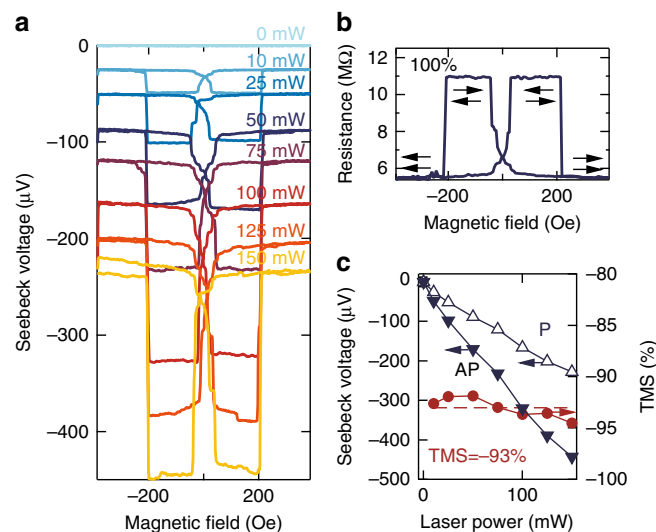 a
0 mW
10 mW
25 mW
50 mW
75 mW
100 mW
125 mW
150 mW
0
−100
−200
−300
−400
Seebeck voltage (µV)
−200
0
200
Magnetic field (Oe)
b
100%
12
10
8
6
Resistance (MΩ)
−200
0
200
Magnetic field (Oe)
c
0
−100
−200
−300
−400
−500
Seebeck voltage (µV)
P
AP
TMS=−93%
−80
−85
−90
−95
−100
TMS (%)
0
100
Laser power (mW)